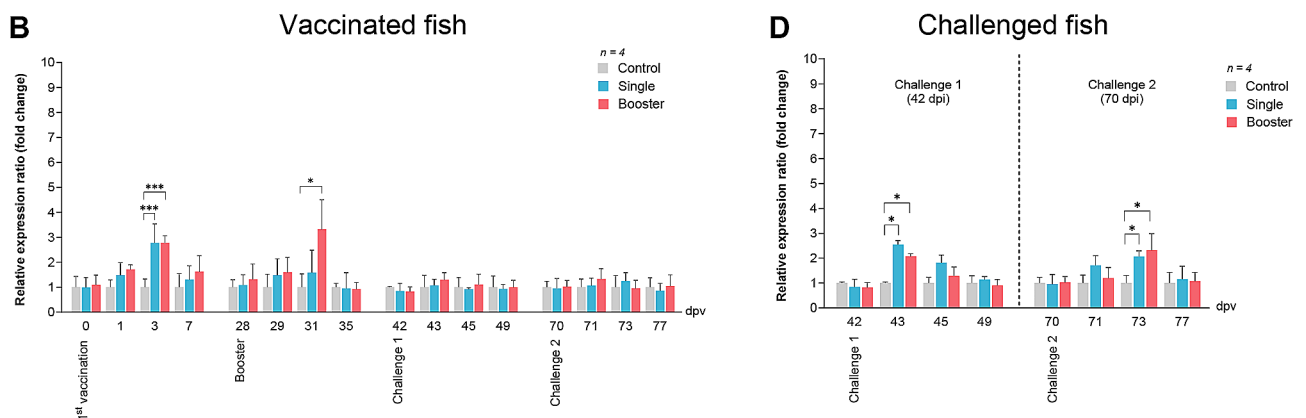 B
Vaccinated fish
n = 4
Control
Single
Booster
Relative expression ratio (fold change)
10
9
8
7
6
5
4
3
2
1
0
***
***
*
0 1 3 7 28 29 31 35 42 43 45 49 70 71 73 77 dpv
1st vaccination
Booster
Challenge 1
Challenge 2
D
Challenged fish
n = 4
Control
Single
Booster
Challenge 1
(42 dpi)
Challenge 2
(70 dpi)
Relative expression ratio (fold change)
10
9
8
7
6
5
4
3
2
1
0
*
*
*
*
42 43 45 49 70 71 73 77 dpv
Challenge 1
Challenge 2